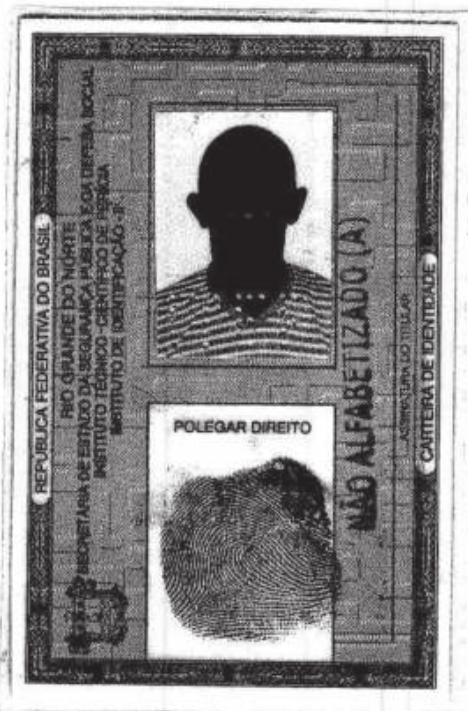 REPÚBLICA FEDERATIVA DO BRASIL
RIO GRANDE DO NORTE
SECRETARIA DE ESTADO DA SEGURANÇA PÚBLICA E DA DEFESA SOCIAL
INSTITUTO TÉCNICO-CIENTÍFICO DE PERÍCIA
INSTITUTO DE IDENTIFICAÇÃO -II
POLEGAR DIREITO
NÃO ALFABETIZADO (A)
ASSINATURA DO TITULAR
CARTEIRA DE IDENTIDADE